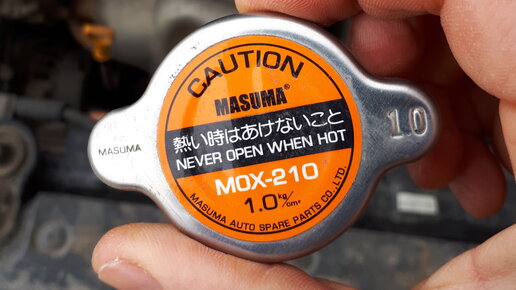 CAUTION
MASUMA®
熱い時はあけないこと
NEVER OPEN WHEN HOT
MOX-210
1.0kg/cm²
MASUMA AUTO SPARE PARTS CO., LTD.
MASUMA
1.0